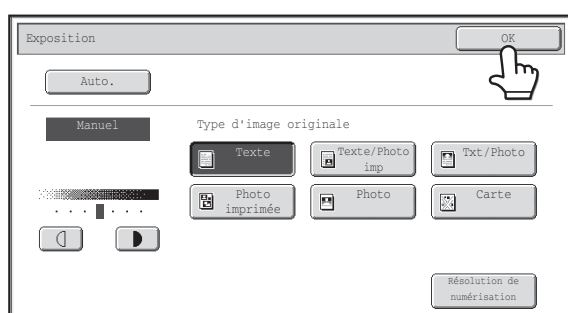 Exposition
OK
Auto.
Manuel
Type d'image originale
Texte
Texte/Photo
imp
Txt/Photo
Photo
imprimée
Photo
Carte
Résolution de
numérisation